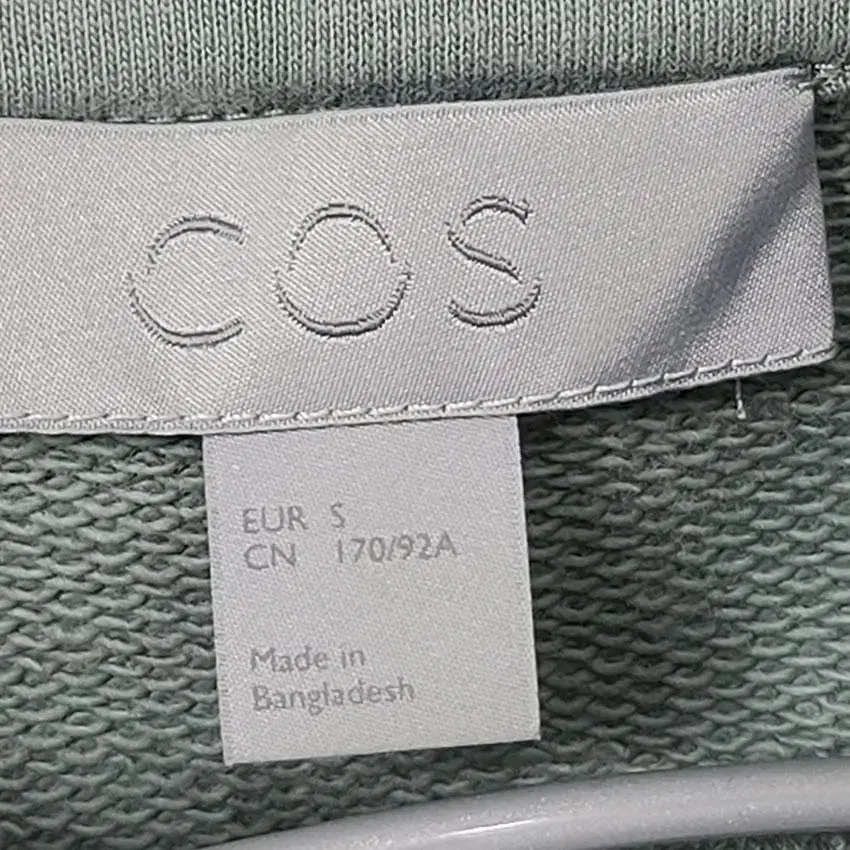 COS
EUR S
CN 170/92A
Made in
Bangladesh